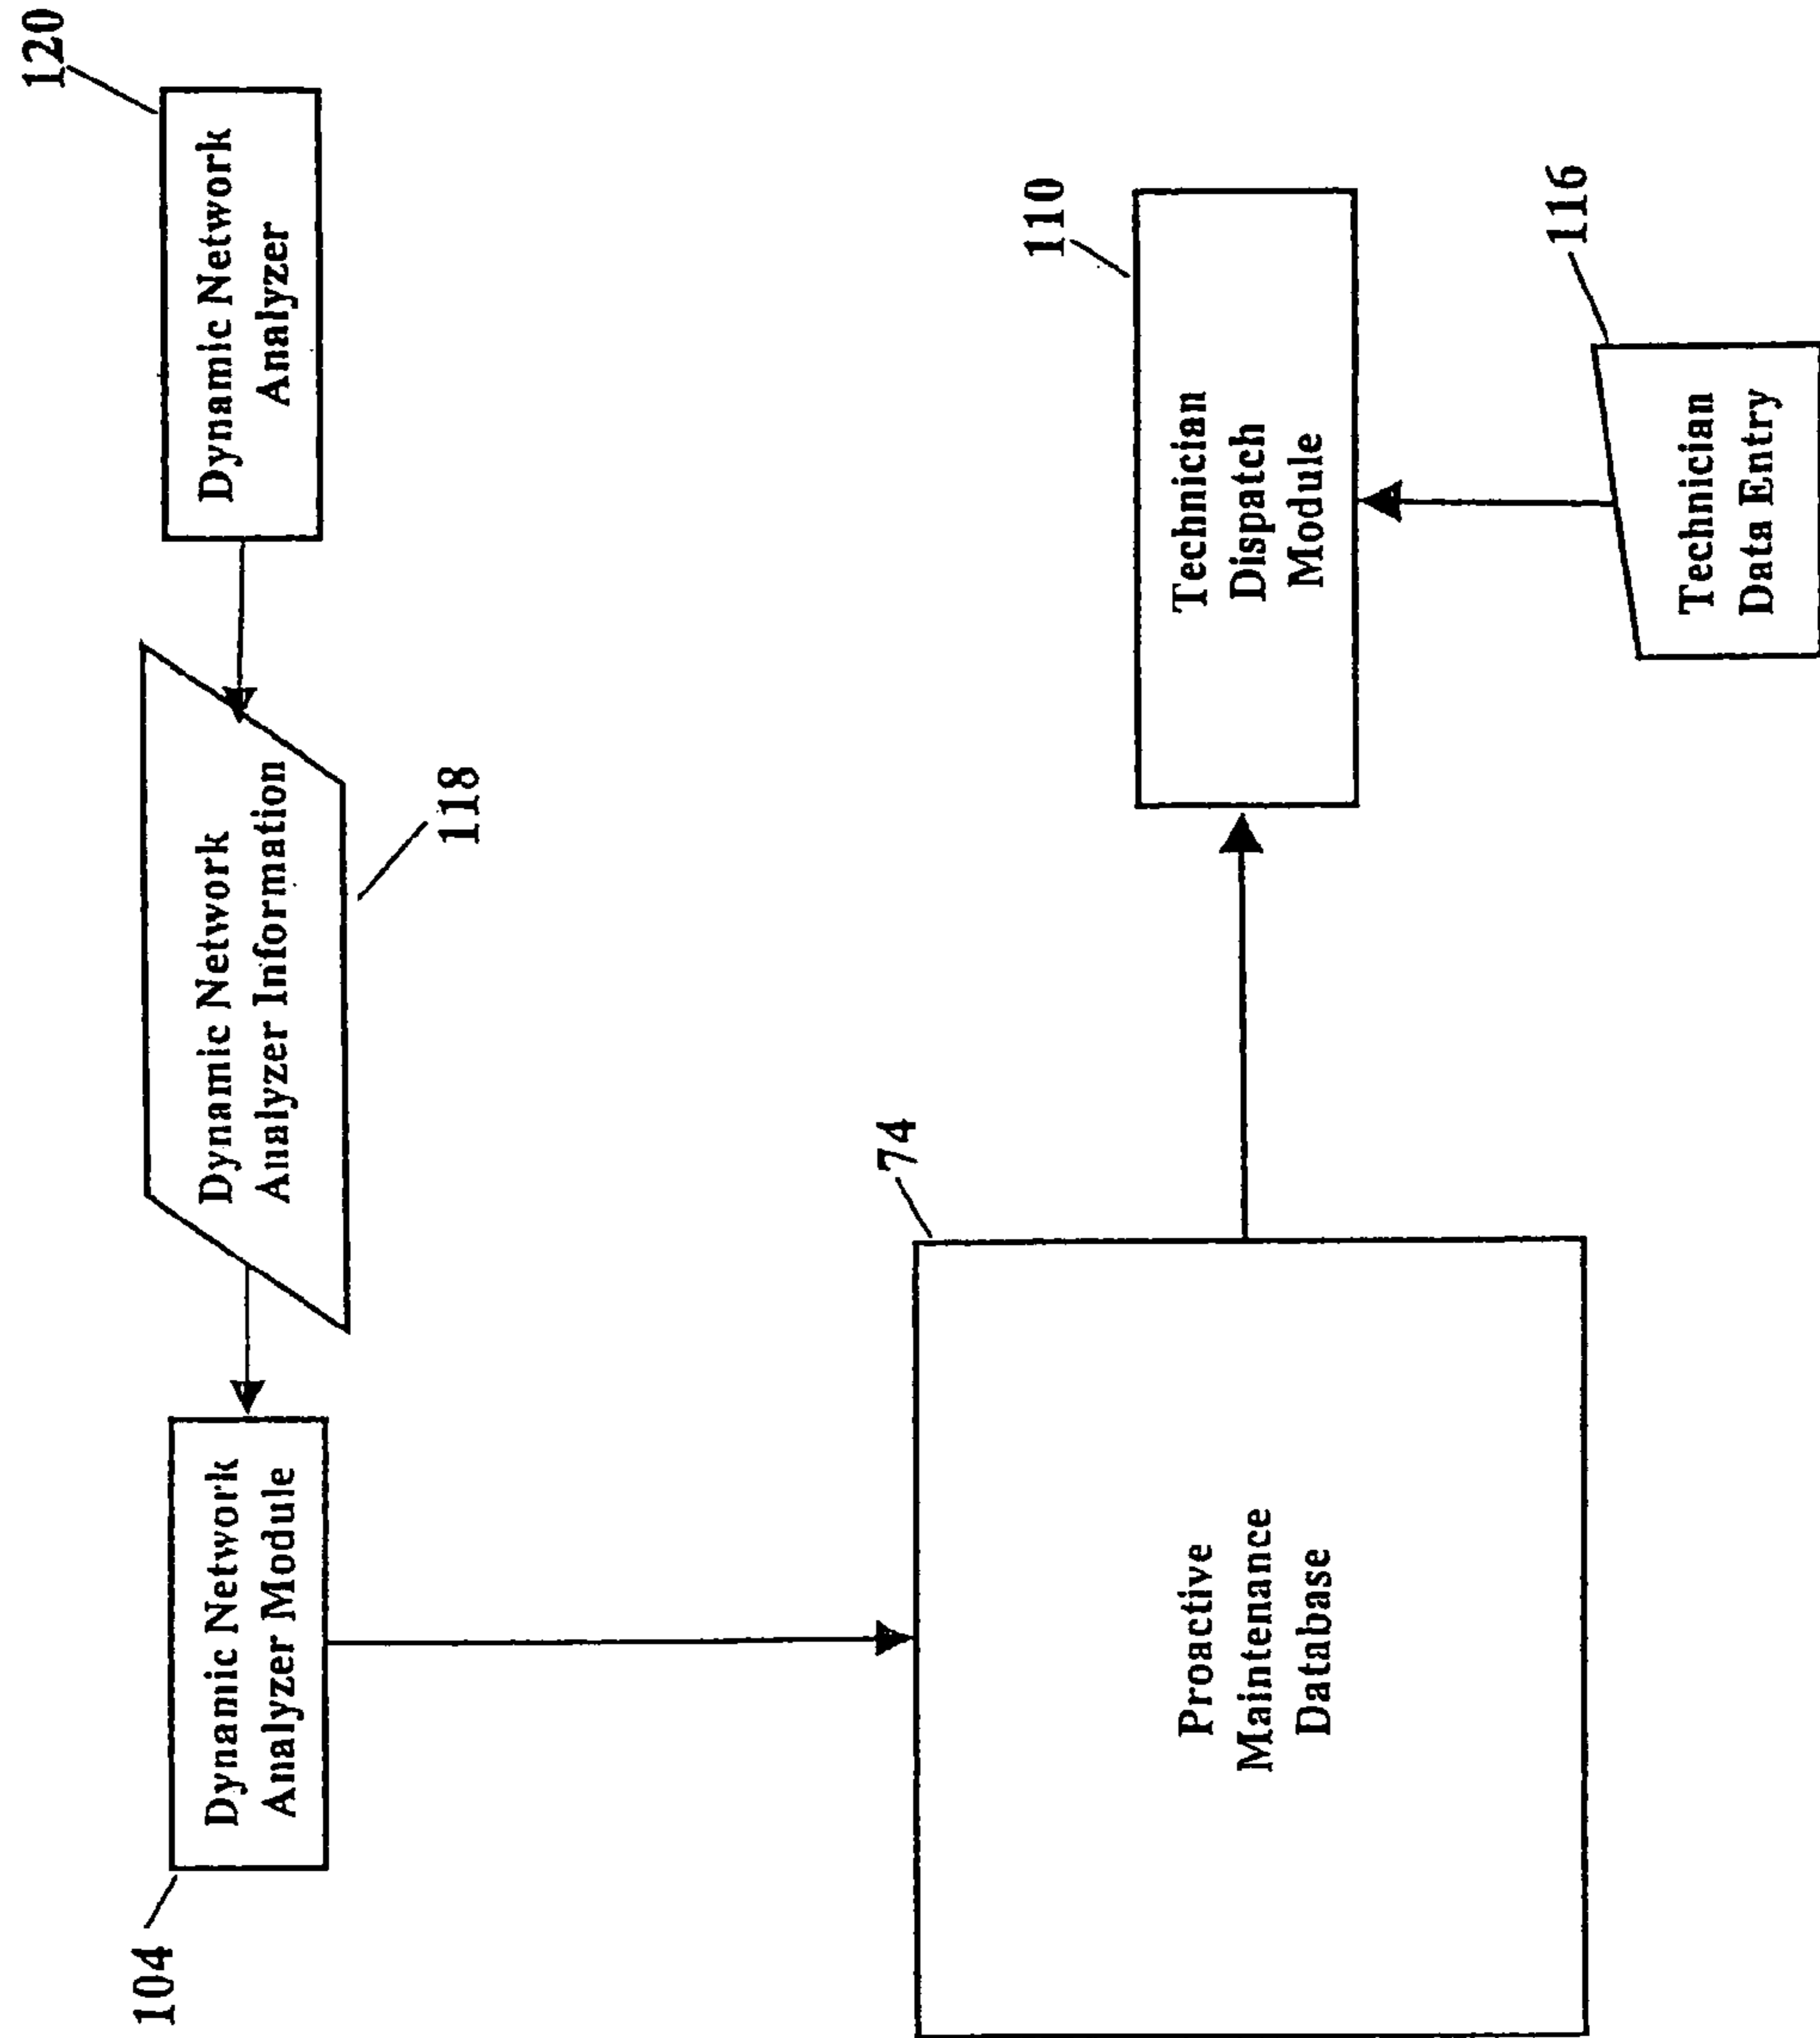 104
Dynamic Network
Analyzer Module
Dynamic Network
Analyzer Information
118
Dynamic Network
Analyzer
120
74
Proactive
Maintenance
Database
110
Technician
Dispatch
Module
116
Technician
Data Entry